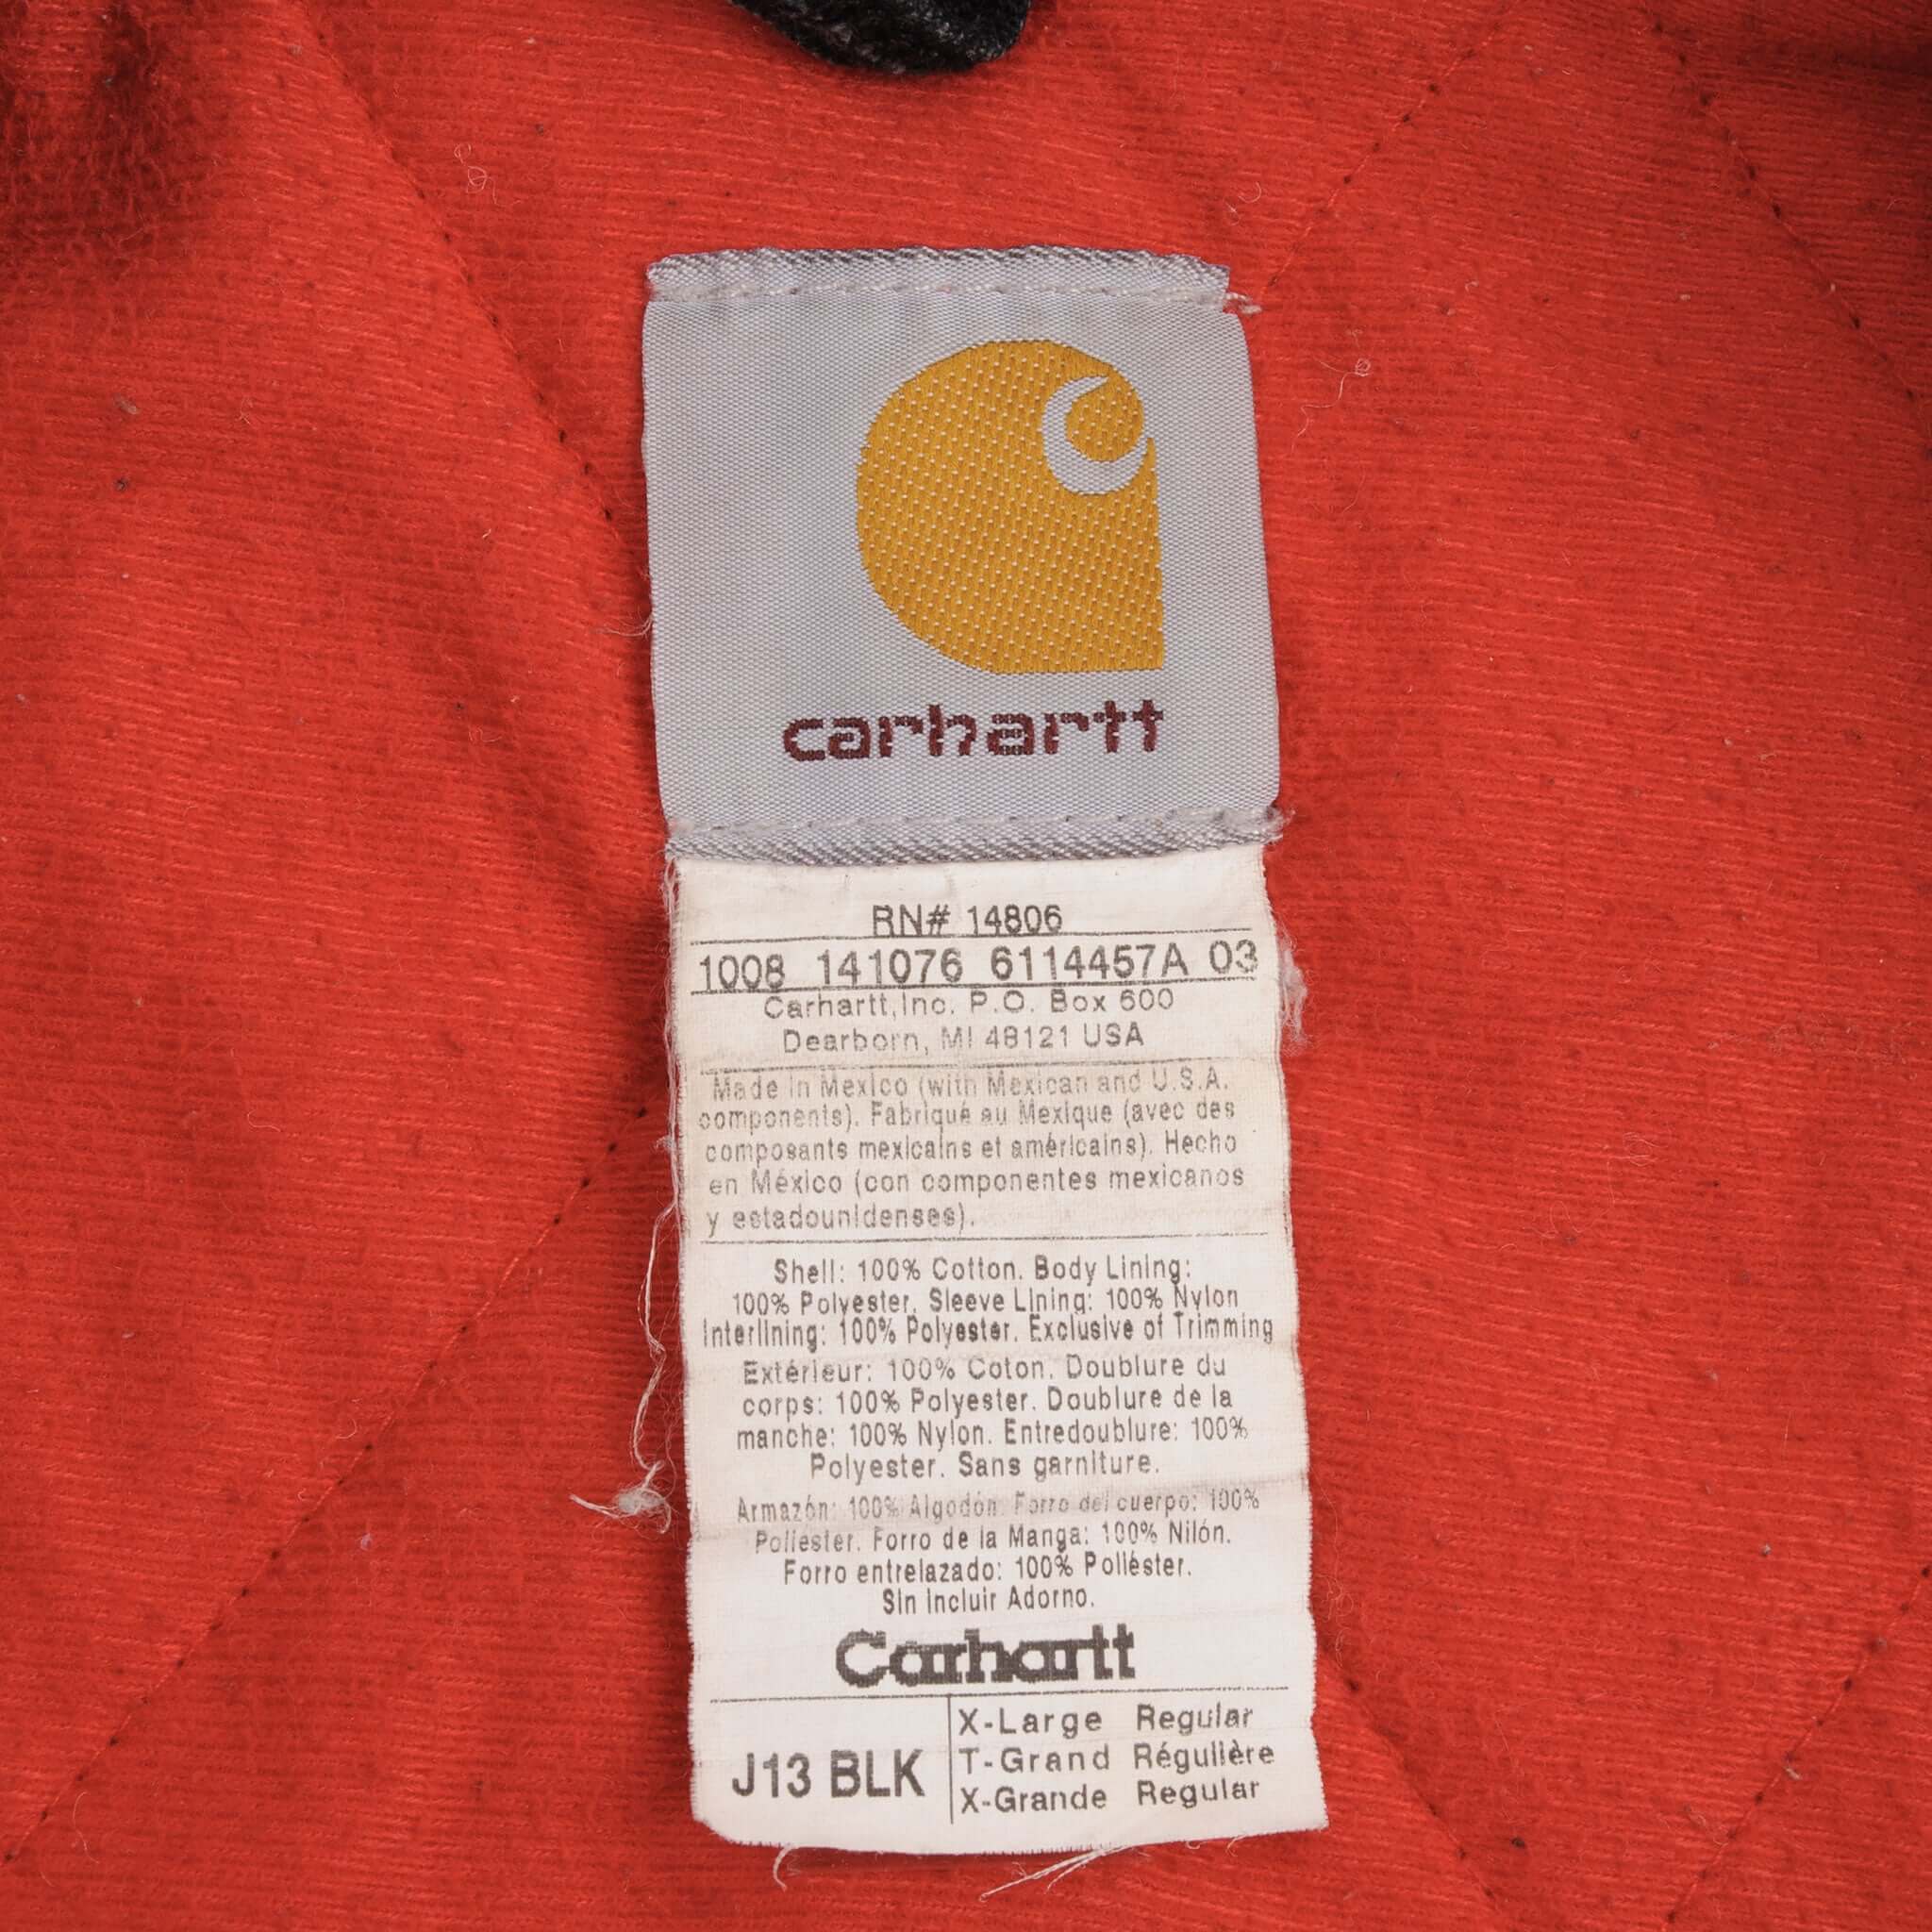 carhartt
RN# 14806
1008 141076 6114457A 03
Carhartt,Inc. P.O. Box 600
Dearborn, MI 48121 USA
Made in Mexico (with Mexican and U.S.A.
components). Fabriqué au Mexique (avec des
composants mexicains et américains). Hecho
en México (con componentes mexicanos
y estadounidenses).
Shell: 100% Cotton. Body Lining:
100% Polyester. Sleeve Lining: 100% Nylon
Interlining: 100% Polyester. Exclusive of Trimming
Extérieur: 100% Coton. Doublure du
corps: 100% Polyester. Doublure de la
manche: 100% Nylon. Entredoublure: 100%
Polyester. Sans garniture.
Armazón: 100% Algodón. Forro del cuerpo: 100%
Poliester. Forro de la Manga: 100% Nilón.
Forro entrelazado: 100% Poliéster.
Sin Incluir Adorno.
Carhartt
J13 BLK
X-Large Regular
T-Grand Régulière
X-Grande Regular